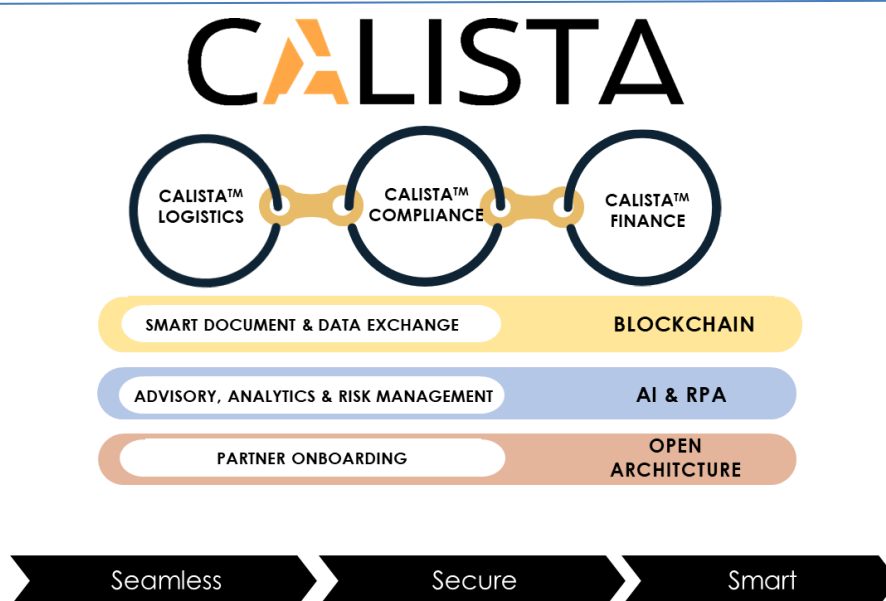 CALISTA
CALISTA™
LOGISTICS
CALISTA™
COMPLIANCE
CALISTA™
FINANCE
SMART DOCUMENT & DATA EXCHANGE
BLOCKCHAIN
ADVISORY, ANALYTICS & RISK MANAGEMENT
AI & RPA
PARTNER ONBOARDING
OPEN
ARCHITCTURE
Seamless
Secure
Smart